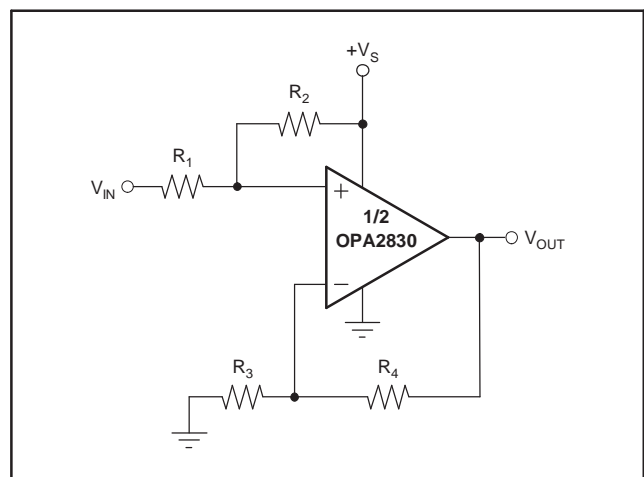 +V_S
R_2
R_1
V_IN
+
1/2
OPA2830
V_OUT
−
R_3
R_4